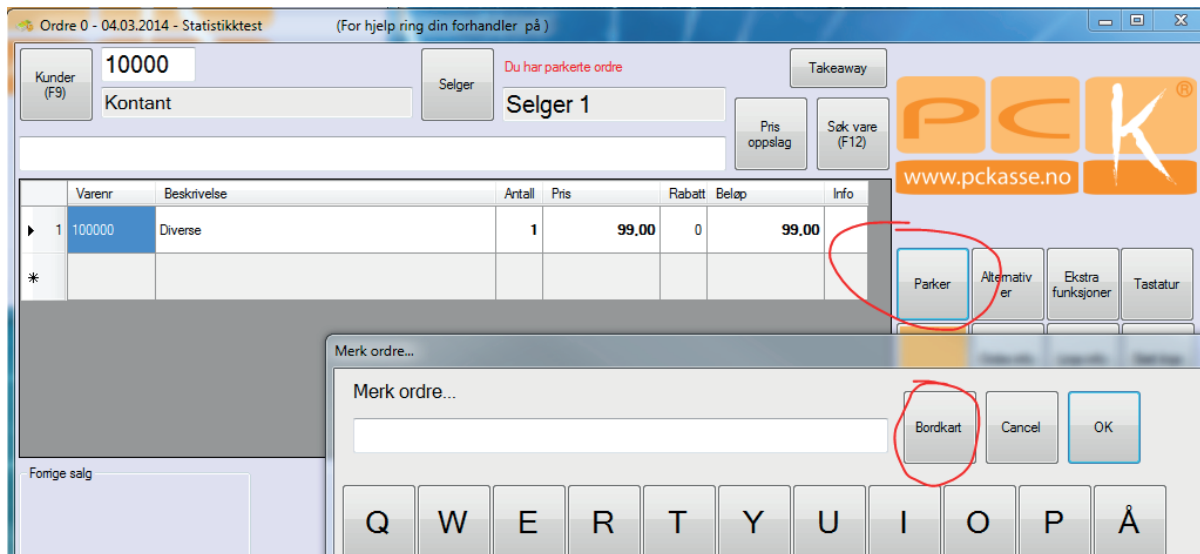 Ordre 0 - 04.03.2014 - Statistikktest (For hjelp ring din forhandler på )
Kunder (F9)
10000
Kontant
Selger
Du har parkerte ordre
Selger 1
Takeaway
Pris oppslag
Søk vare (F12)
PCK®
www.pckasse.no
Varenr Beskrivelse Antall Pris Rabatt Beløp Info
1 100000 Diverse 1 99,00 0 99,00
*
Parker
Alternativ er
Ekstra funksjoner
Tastatur
Merk ordre...
Merk ordre...
Bordkart
Cancel
OK
Forrige salg
Q W E R T Y U I O P Å